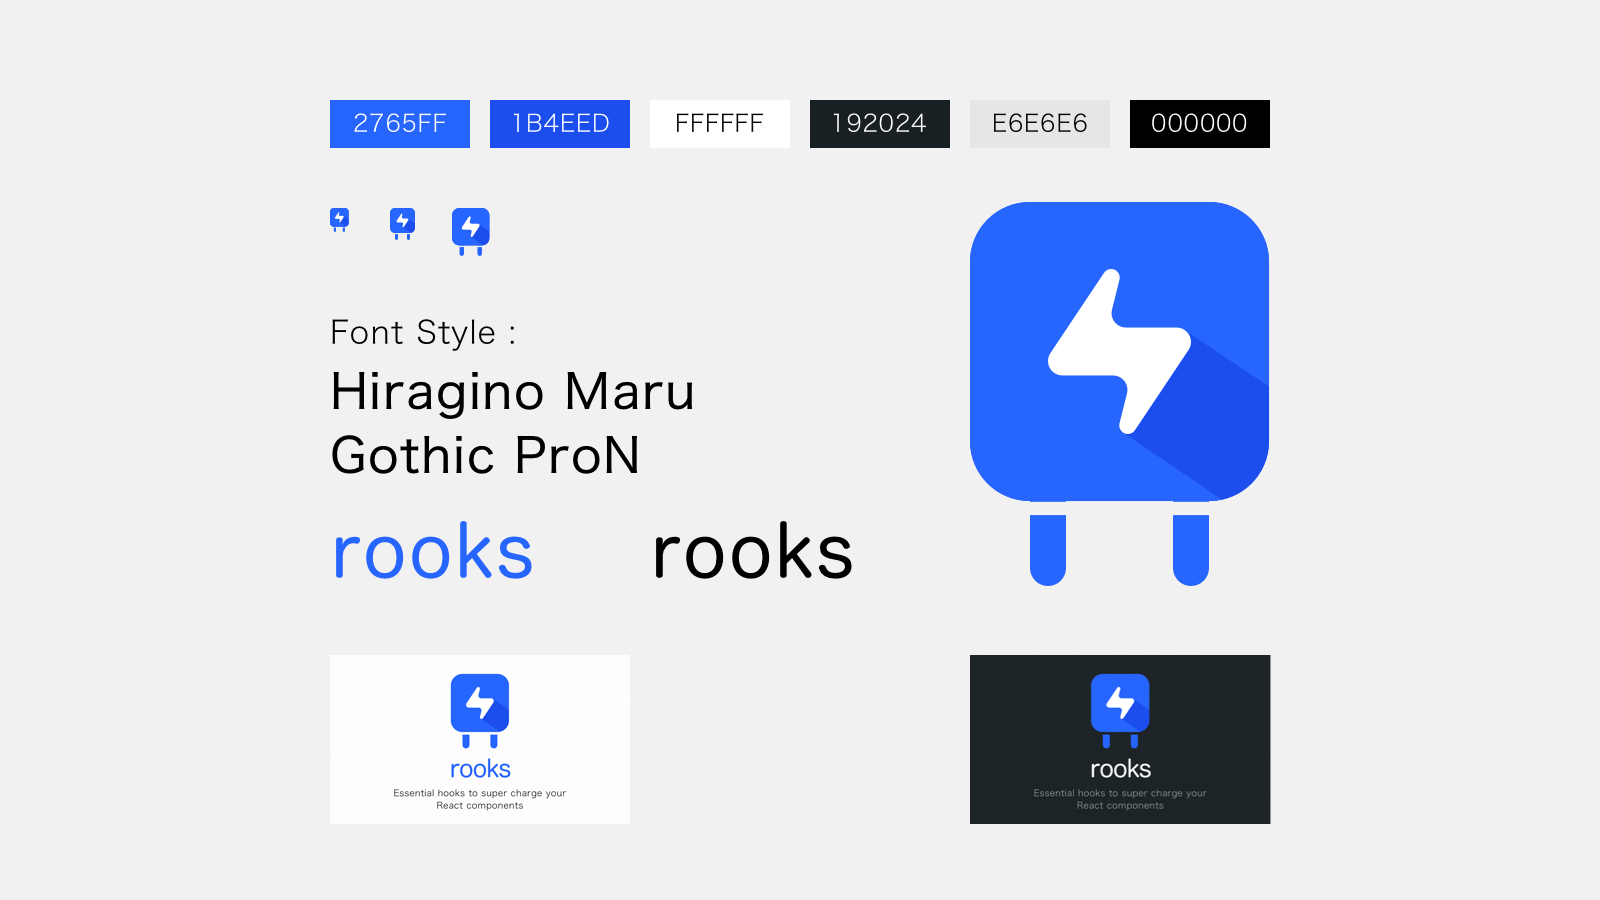 2765FF 1B4EED FFFFFF 192024 E6E6E6 000000
Font Style :
Hiragino Maru
Gothic ProN
rooks rooks
rooks
Essential hooks to super charge your
React components
rooks
Essential hooks to super charge your
React components